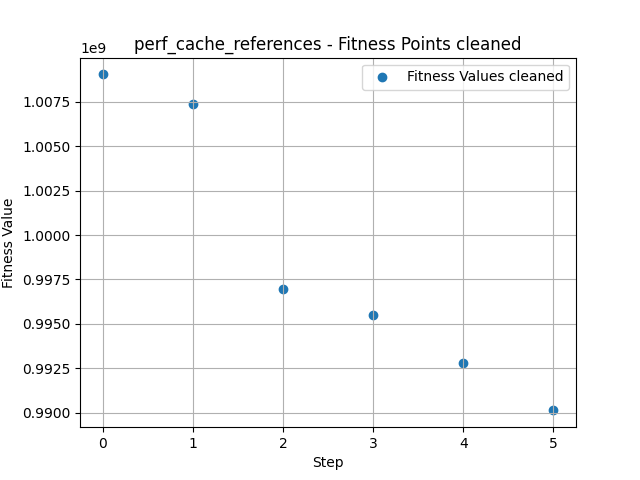 perf_cache_references - Fitness Points cleaned
1e9
Fitness Values cleaned
1.0075
1.0050
1.0025
1.0000
0.9975
0.9950
0.9925
0.9900
Fitness Value
0 1 2 3 4 5
Step